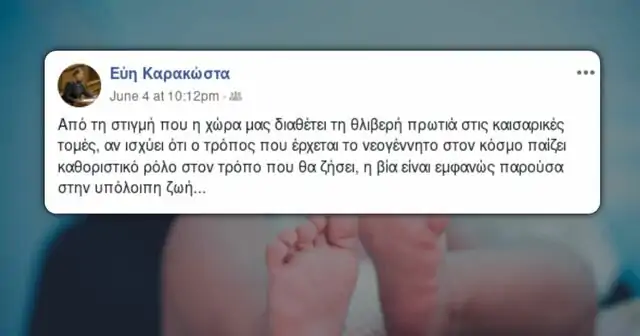 Εύη Καρακώστα
June 4 at 10:12pm ·
Από τη στιγμή που η χώρα μας διαθέτει τη θλιβερή πρωτιά στις καισαρικές
τομές, αν ισχύει ότι ο τρόπος που έρχεται το νεογέννητο στον κόσμο παίζει
καθοριστικό ρόλο στον τρόπο που θα ζήσει, η βία είναι εμφανώς παρούσα
στην υπόλοιπη ζωή...